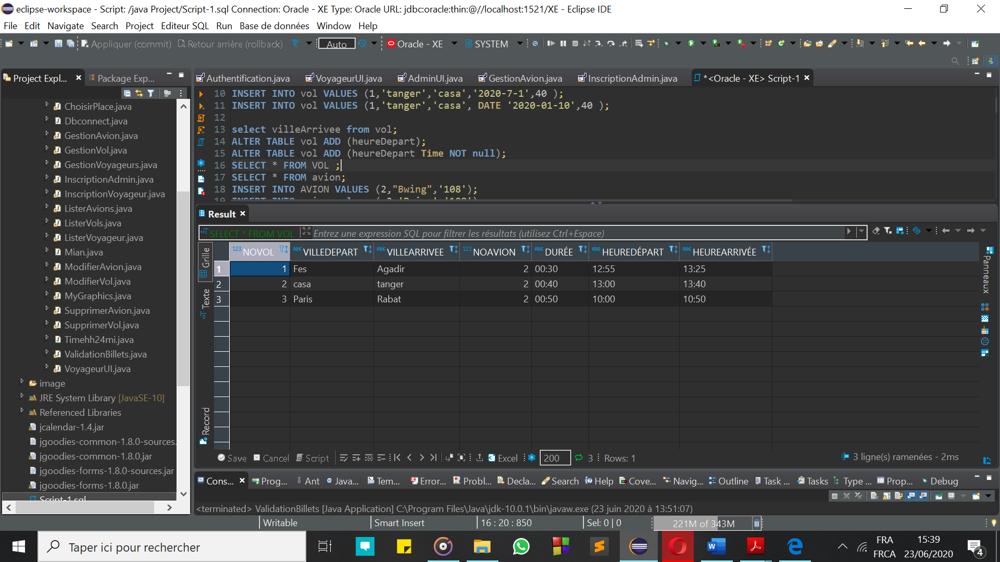 eclipse-workspace - Script: /java Project/Script-1.sql Connection: Oracle - XE Type: Oracle URL: jdbc:oracle:thin:@//localhost:1521/XE - Eclipse IDE
File Edit Navigate Search Project Editeur SQL Run Base de données Window Help
Appliquer (commit) Retour arrière (rollback) Auto Oracle - XE SYSTEM
Project Expl... Package Exp...
ChoisirPlace.java
Dbconnect.java
GestionAvion.java
GestionVol.java
GestionVoyageurs.java
InscriptionAdmin.java
InscriptionVoyageur.java
ListerAvions.java
ListerVols.java
ListerVoyageur.java
Mian.java
ModifierAvion.java
ModifierVol.java
MyGraphics.java
SupprimerAvion.java
SupprimerVol.java
Timehh24mi.java
ValidationBillets.java
VoyageurUI.java
image
JRE System Library [JavaSE-10]
Referenced Libraries
jcalendar-1.4.jar
jgoodies-common-1.8.0-sources.
jgoodies-common-1.8.0.jar
jgoodies-forms-1.8.0-sources.jar
jgoodies-forms-1.8.0.jar
Script-1.sql
Authentification.java VoyageurUI.java AdminUI.java GestionAvion.java InscriptionAdmin.java *<Oracle - XE> Script-1
10 INSERT INTO vol VALUES (1,'tanger','casa','2020-7-1',40 );
11 INSERT INTO vol VALUES (1,'tanger','casa', DATE '2020-01-10',40 );
12
13 select villeArrivee from vol;
14 ALTER TABLE vol ADD (heureDepart);
15 ALTER TABLE vol ADD (heureDepart Time NOT null);
16 SELECT * FROM VOL ;
17 SELECT * FROM avion;
18 INSERT INTO AVION VALUES (2,"Bwing",'108');
Result
SELECT * FROM VOL Entrez une expression SQL pour filtrer les résultats (utilisez Ctrl+Espace)
Grille
Texte
Record
Panneaux
123 NOVOL ABC VILLEDEPART ABC VILLEARRIVEE 123 NOAVION ABC DURÉE ABC HEUREDÉPART ABC HEUREARRIVÉE
1 1 Fes Agadir 2 00:30 12:55 13:25
2 2 casa tanger 2 00:40 13:00 13:40
3 3 Paris Rabat 2 00:50 10:00 10:50
Save Cancel Script Excel 200 3 Rows: 1 3 ligne(s) ramenées - 2ms
Cons... Prog... Ant Java... Tem... Error... Probl... Decla... Search Help Cove... Navig... Outline Task ... Tasks Type ... Prop... Debug
<terminated> ValidationBillets [Java Application] C:\Program Files\Java\jdk-10.0.1\bin\javaw.exe (23 juin 2020 à 13:51:07)
Writable Smart Insert 16 : 20 : 850 Sel: 0 | 0 221M of 343M
Taper ici pour rechercher
FRA
FRCA
15:39
23/06/2020
4